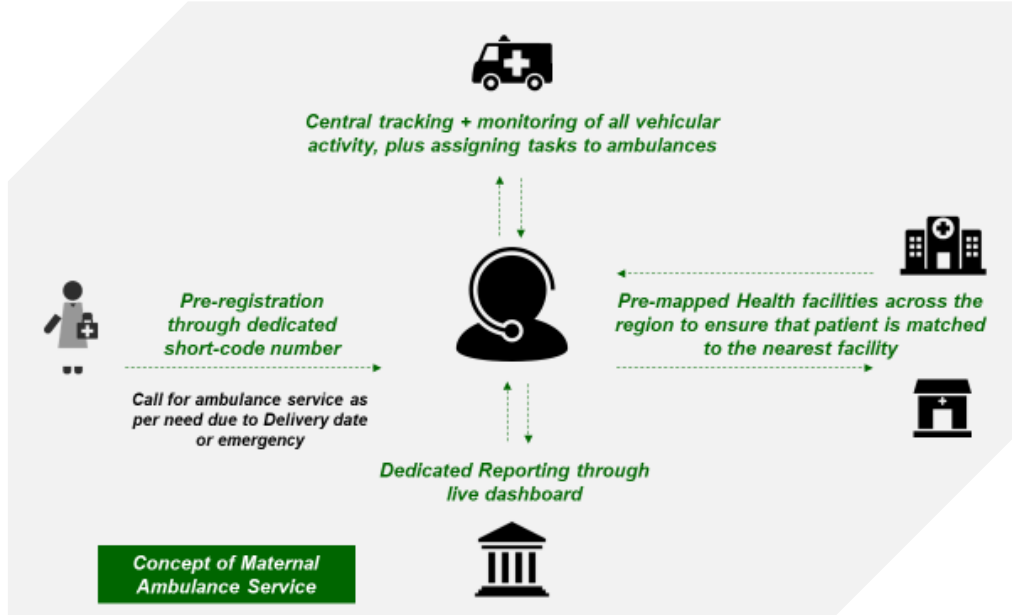 Central tracking + monitoring of all vehicular
activity, plus assigning tasks to ambulances
Pre-registration
through dedicated
short-code number
Call for ambulance service as
per need due to Delivery date
or emergency
Pre-mapped Health facilities across the
region to ensure that patient is matched
to the nearest facility
Dedicated Reporting through
live dashboard
Concept of Maternal
Ambulance Service